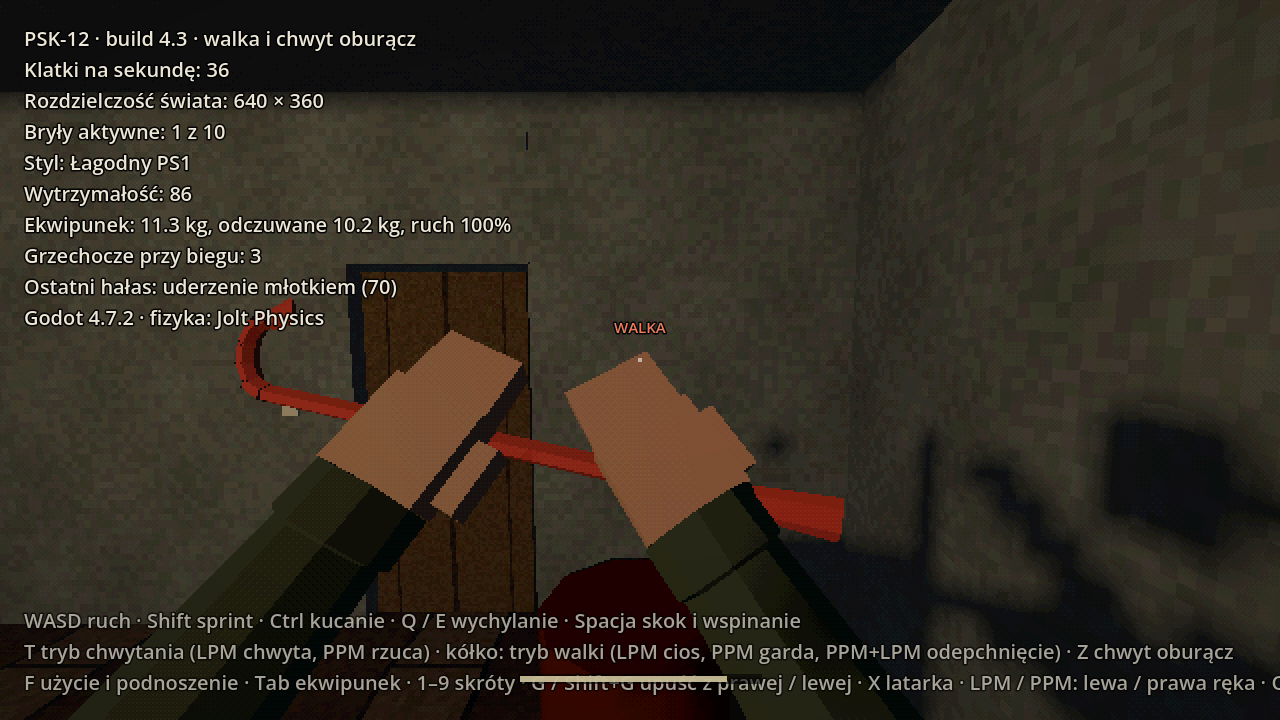 PSK-12 · build 4.3 · walka i chwyt oburącz
Klatki na sekundę: 36
Rozdzielczość świata: 640 × 360
Bryły aktywne: 1 z 10
Styl: Łagodny PS1
Wytrzymałość: 86
Ekwipunek: 11.3 kg, odczuwane 10.2 kg, ruch 100%
Grzechocze przy biegu: 3
Ostatni hałas: uderzenie młotkiem (70)
Godot 4.7.2 · fizyka: Jolt Physics
WALKA
WASD ruch · Shift sprint · Ctrl kucanie · Q / E wychylanie · Spacja skok i wspinanie
T tryb chwytania (LPM chwyta, PPM rzuca) · kółko: tryb walki (LPM cios, PPM garda, PPM+LPM odepchnięcie) · Z chwyt oburącz
F użycie i podnoszenie · Tab ekwipunek · 1–9 skróty · G / Shift+G upuść z prawej / lewej · X latarka · LPM / PPM: lewa / prawa ręka ·